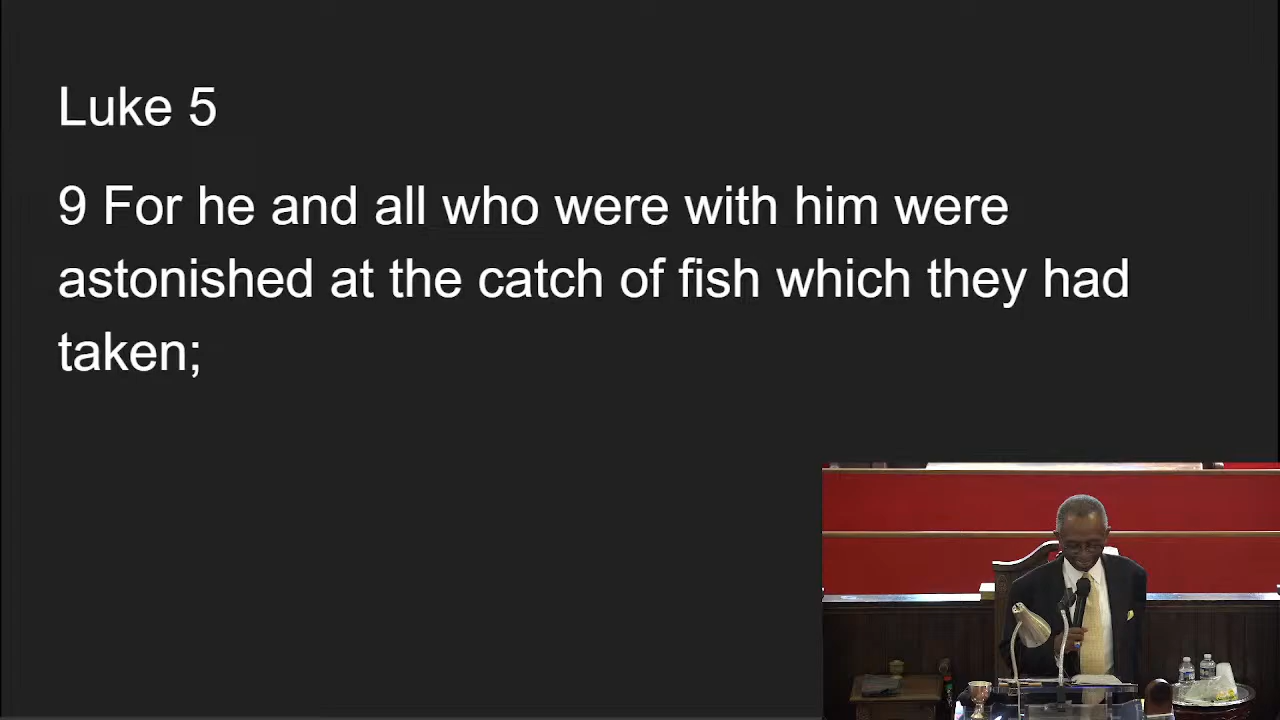 Luke 5
9 For he and all who were with him were
astonished at the catch of fish which they had
taken;